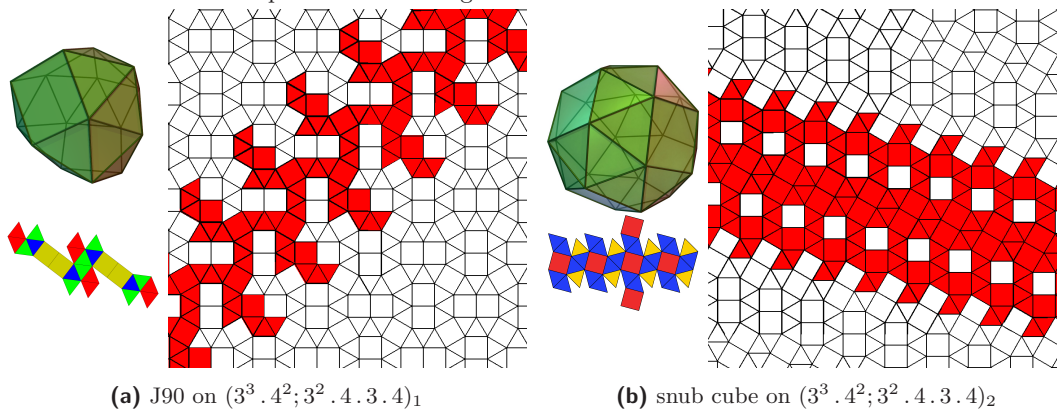 (a) J90 on (3³ . 4²; 3² . 4 . 3 . 4)₁
(b) snub cube on (3³ . 4²; 3² . 4 . 3 . 4)₂